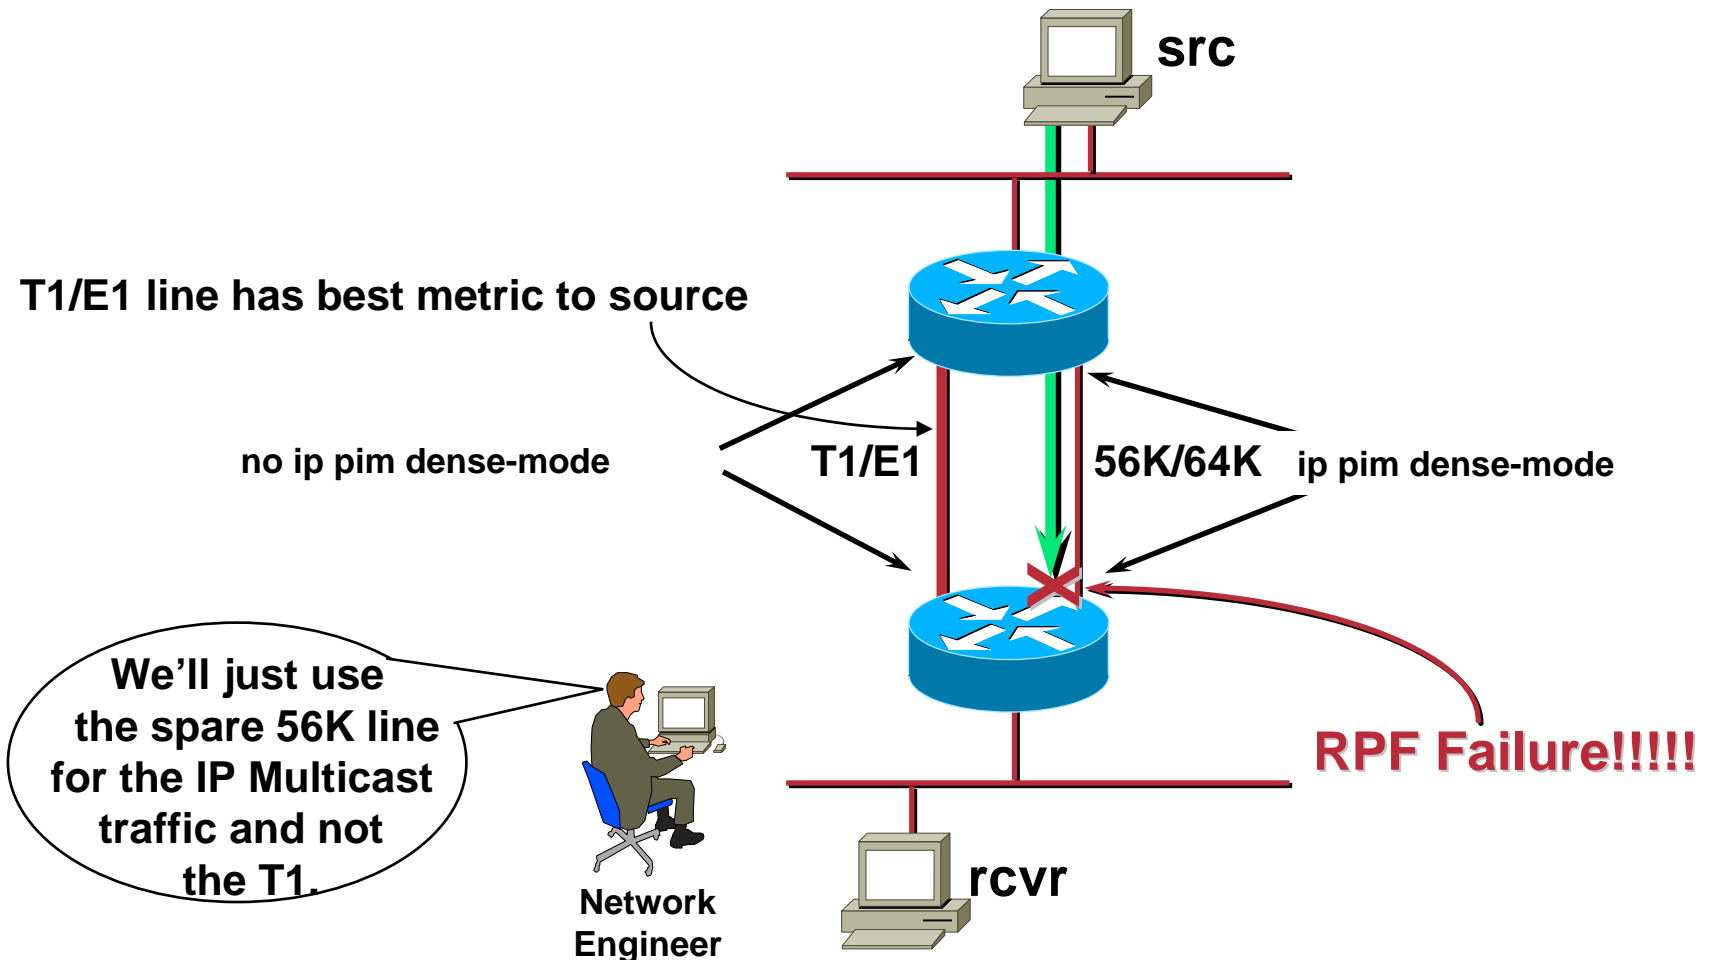 src
T1/E1 line has best metric to source
no ip pim dense-mode
T1/E1
56K/64K
ip pim dense-mode
We’ll just use
the spare 56K line
for the IP Multicast
traffic and not
the T1.
RPF Failure!!!!!
rcvr
Network
Engineer